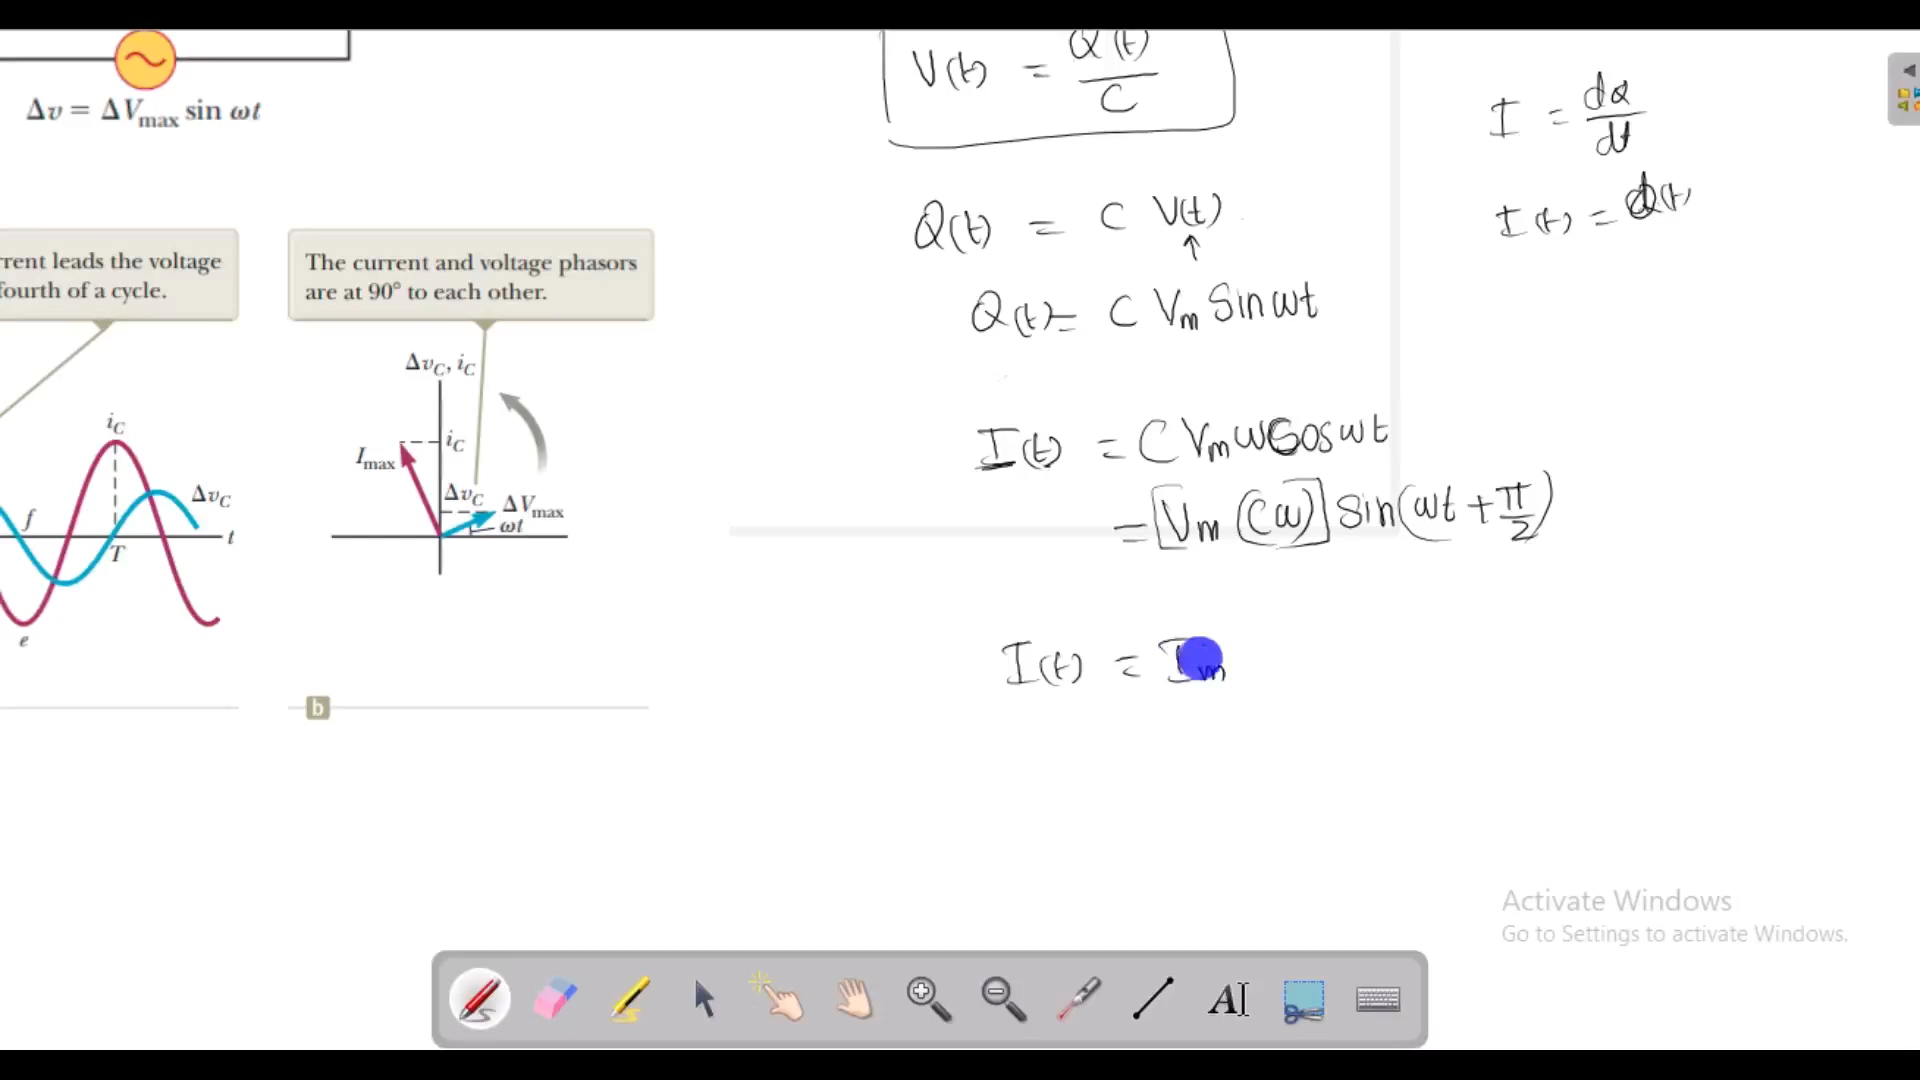 Δv = ΔV_max sin ωt
rrent leads the voltage
fourth of a cycle.
The current and voltage phasors
are at 90° to each other.
i_C
Δv_C
f
T
t
e
Δv_C, i_C
I_max
i_C
Δv_C
ΔV_max
ωt
b
V(t) = Q(t)/C
Q(t) = C V(t)
↑
Q(t) = C V_m Sin ωt
I(t) = C V_m ω Cos ωt
= [V_m (Cω)] Sin(ωt + π/2)
I(t) = I_m
I = dQ/dt
I(t) = Q(t)
Activate Windows
Go to Settings to activate Windows.
A